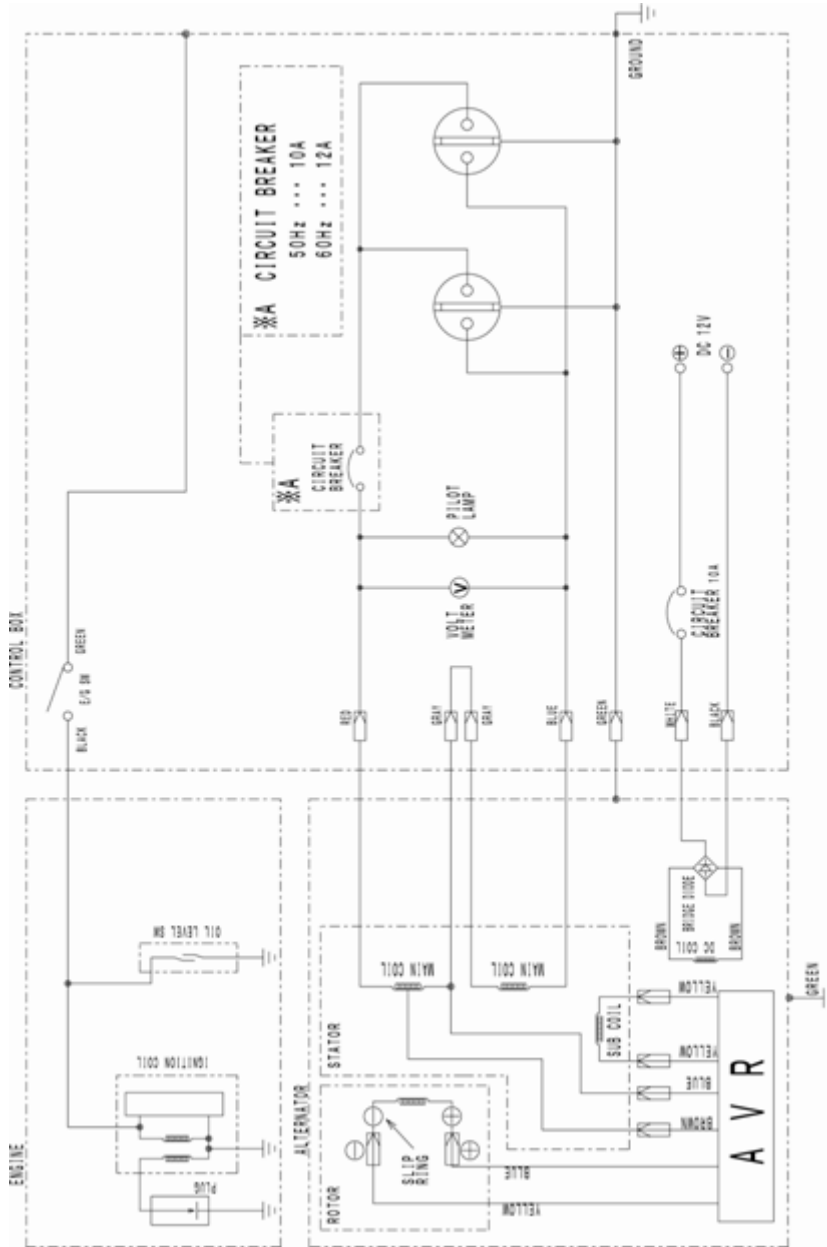 CONTROL BOX
GROUND
※A CIRCUIT BREAKER
50Hz ··· 10A
60Hz ··· 12A
※A
CIRCUIT
BREAKER
PILOT
LAMP
V
VOLT
METER
DC 12V
CIRCUIT
BREAKER 10A
GREEN
E/G SW
BLACK
RED
GRAY
GRAY
BLUE
GREEN
WHITE
BLACK
ENGINE
OIL LEVEL SW
IGNITION COIL
PLUG
ALTERNATOR
STATOR
MAIN COIL
MAIN COIL
SUB COIL
BROWN
BRIDGE DIODE
DC COIL
BROWN
YELLOW
YELLOW
BLUE
BROWN
GREEN
ROTOR
SLIP
RING
BLUE
YELLOW
AVR